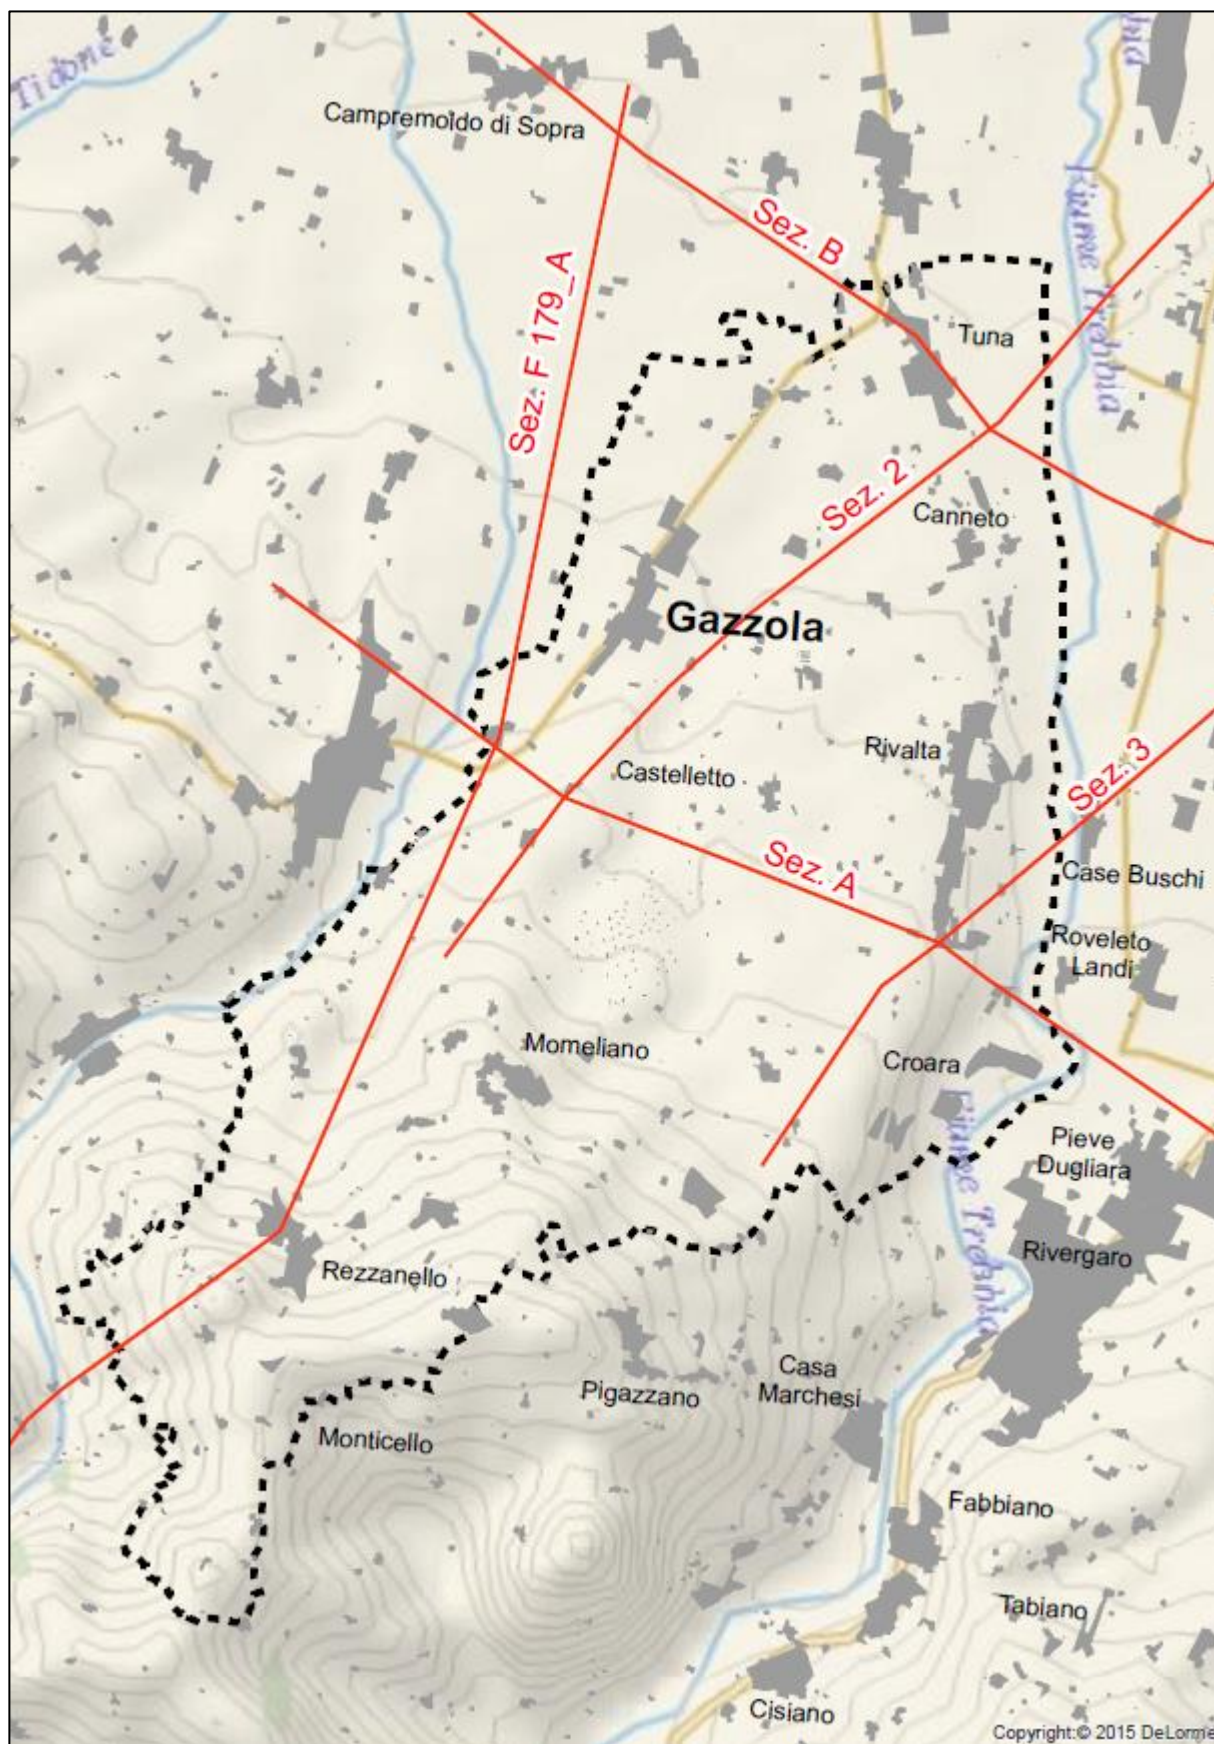 Tidone
bia
Campremoldo di Sopra
Fiume Trebbia
Sez. B
Sez. F 179_A
Tuna
Sez. 2
Canneto
Gazzola
Rivalta
Castelletto
Sez. 3
Sez. A
Case Buschi
Roveleto
Landi
Momeliano
Croara
Fiume Trebbia
Pieve
Dugliara
Rivergaro
Rezzanello
Casa
Marchesi
Pigazzano
Monticello
Fabbiano
Tabiano
Cisiano
Copyright:© 2015 DeLorme